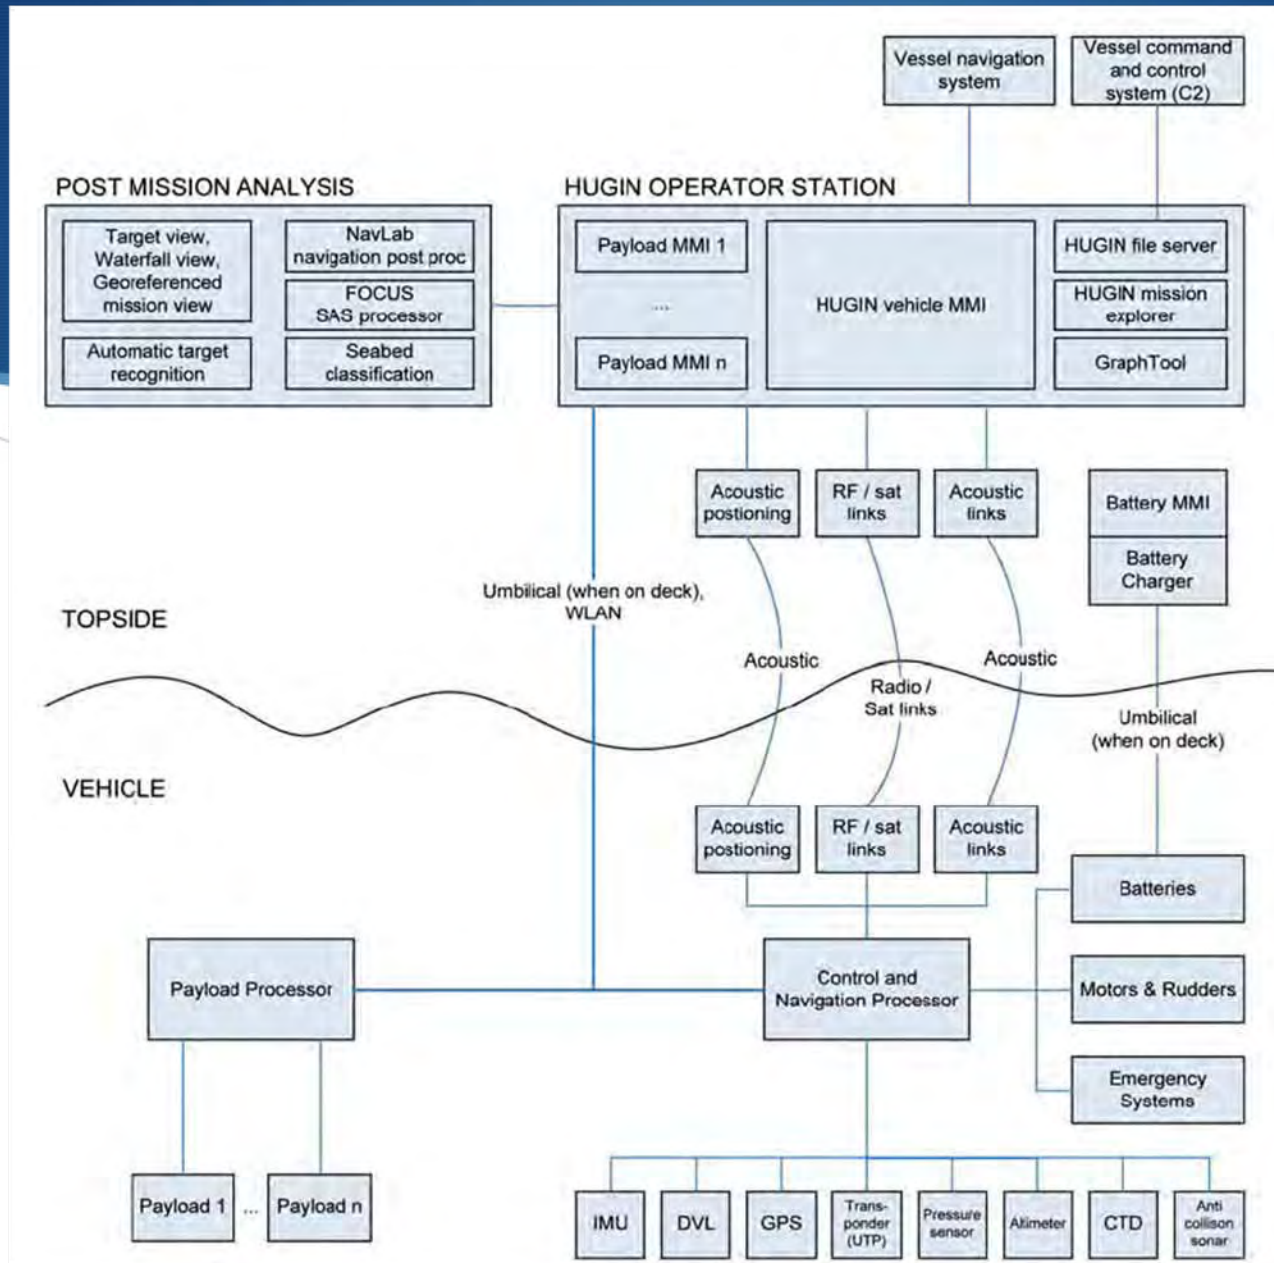 Vessel navigation
system
Vessel command
and control
system (C2)
POST MISSION ANALYSIS
HUGIN OPERATOR STATION
Target view,
Waterfall view,
Georeferenced
mission view
NavLab
navigation post proc
FOCUS
SAS processor
Automatic target
recognition
Seabed
classification
Payload MMI 1
...
Payload MMI n
HUGIN vehicle MMI
HUGIN file server
HUGIN mission
explorer
GraphTool
Acoustic
postioning
RF / sat
links
Acoustic
links
Battery MMI
Battery
Charger
Umbilical (when on deck),
WLAN
TOPSIDE
Acoustic
Radio /
Sat links
Acoustic
Umbilical
(when on deck)
VEHICLE
Acoustic
postioning
RF / sat
links
Acoustic
links
Batteries
Payload Processor
Control and
Navigation Processor
Motors & Rudders
Emergency
Systems
Payload 1
...
Payload n
IMU
DVL
GPS
Trans-
ponder
(UTP)
Pressure
sensor
Altimeter
CTD
Anti
collison
sonar